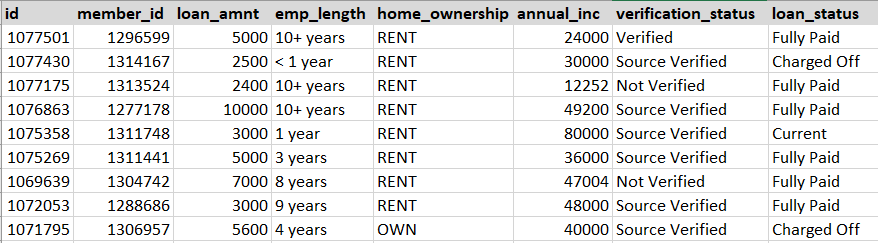 id member_id loan_amnt emp_length home_ownership annual_inc verification_status loan_status
1077501 1296599 5000 10+ years RENT 24000 Verified Fully Paid
1077430 1314167 2500 < 1 year RENT 30000 Source Verified Charged Off
1077175 1313524 2400 10+ years RENT 12252 Not Verified Fully Paid
1076863 1277178 10000 10+ years RENT 49200 Source Verified Fully Paid
1075358 1311748 3000 1 year RENT 80000 Source Verified Current
1075269 1311441 5000 3 years RENT 36000 Source Verified Fully Paid
1069639 1304742 7000 8 years RENT 47004 Not Verified Fully Paid
1072053 1288686 3000 9 years RENT 48000 Source Verified Fully Paid
1071795 1306957 5600 4 years OWN 40000 Source Verified Charged Off